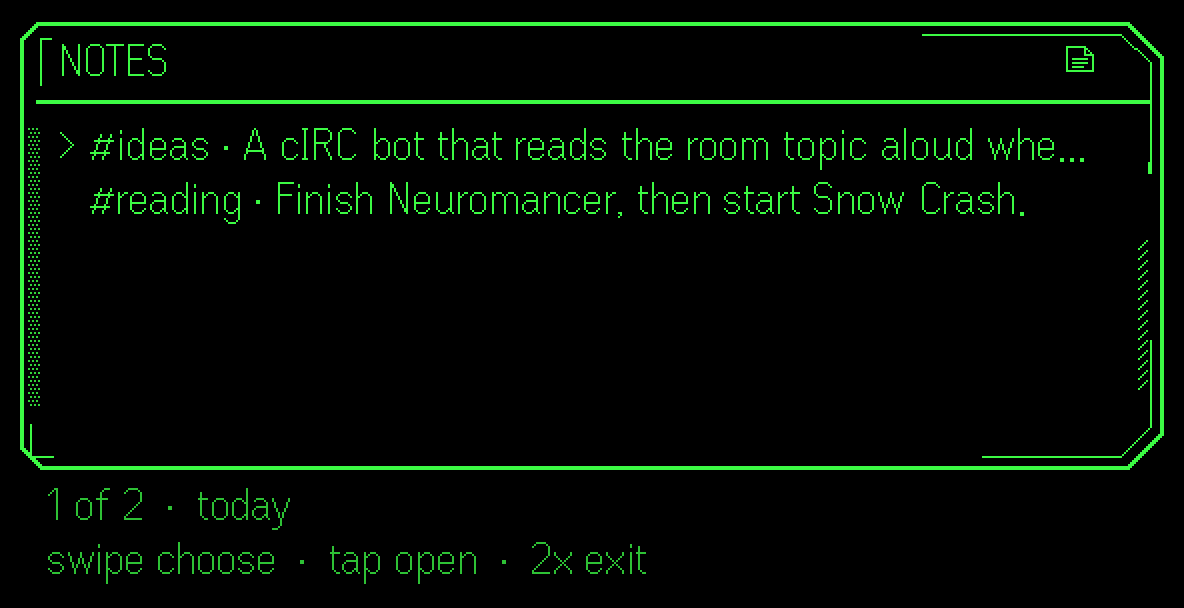 NOTES
> #ideas · A cIRC bot that reads the room topic aloud whe...
#reading · Finish Neuromancer, then start Snow Crash.
1 of 2 · today
swipe choose · tap open · 2x exit